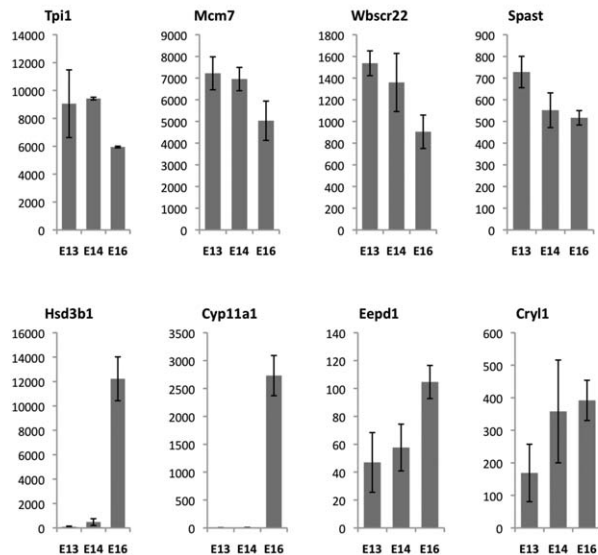 Tpi1 Mcm7 Wbscr22 Spast
14000 9000 1800 900
12000 8000 1600 800
10000 7000 1400 700
8000 6000 1200 600
6000 5000 1000 500
4000 4000 800 400
2000 3000 600 300
0 2000 400 200
1000 200 100
0 0 0
E13 E14 E16 E13 E14 E16 E13 E14 E16 E13 E14 E16
Hsd3b1 Cyp11a1 Eepd1 Cryl1
16000 3500 140 600
14000 3000 120 500
12000 2500 100 400
10000 2000 80 300
8000 1500 60 200
6000 1000 40 100
4000 500 20 0
2000 0 0
0
E13 E14 E16 E13 E14 E16 E13 E14 E16 E13 E14 E16